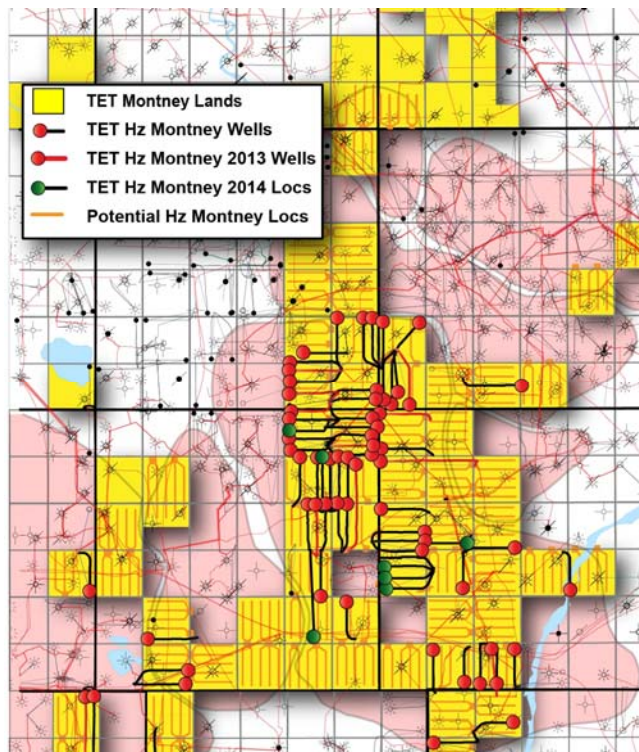 TET Montney Lands
TET Hz Montney Wells
TET Hz Montney 2013 Wells
TET Hz Montney 2014 Locs
Potential Hz Montney Locs